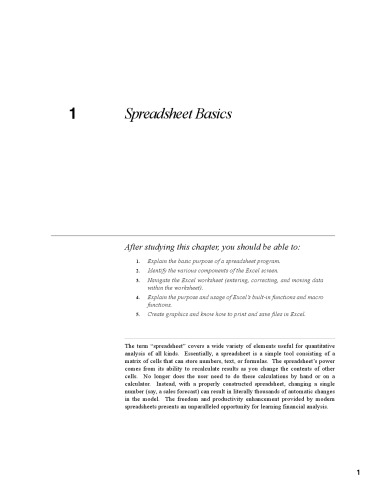 1 Spreadsheet Basics
After studying this chapter, you should be able to:
1. Explain the basic purpose of a spreadsheet program.
2. Identify the various components of the Excel screen.
3. Navigate the Excel worksheet (entering, correcting, and moving data
within the worksheet).
4. Explain the purpose and usage of Excel's built-in functions and macro
functions.
5. Create graphics and know how to print and save files in Excel.
The term "spreadsheet" covers a wide variety of elements useful for quantitative
analysis of all kinds. Essentially, a spreadsheet is a simple tool consisting of a
matrix of cells that can store numbers, text, or formulas. The spreadsheet's power
comes from its ability to recalculate results as you change the contents of other
cells. No longer does the user need to do these calculations by hand or on a
calculator. Instead, with a properly constructed spreadsheet, changing a single
number (say, a sales forecast) can result in literally thousands of automatic changes
in the model. The freedom and productivity enhancement provided by modern
spreadsheets presents an unparalleled opportunity for learning financial analysis.
1